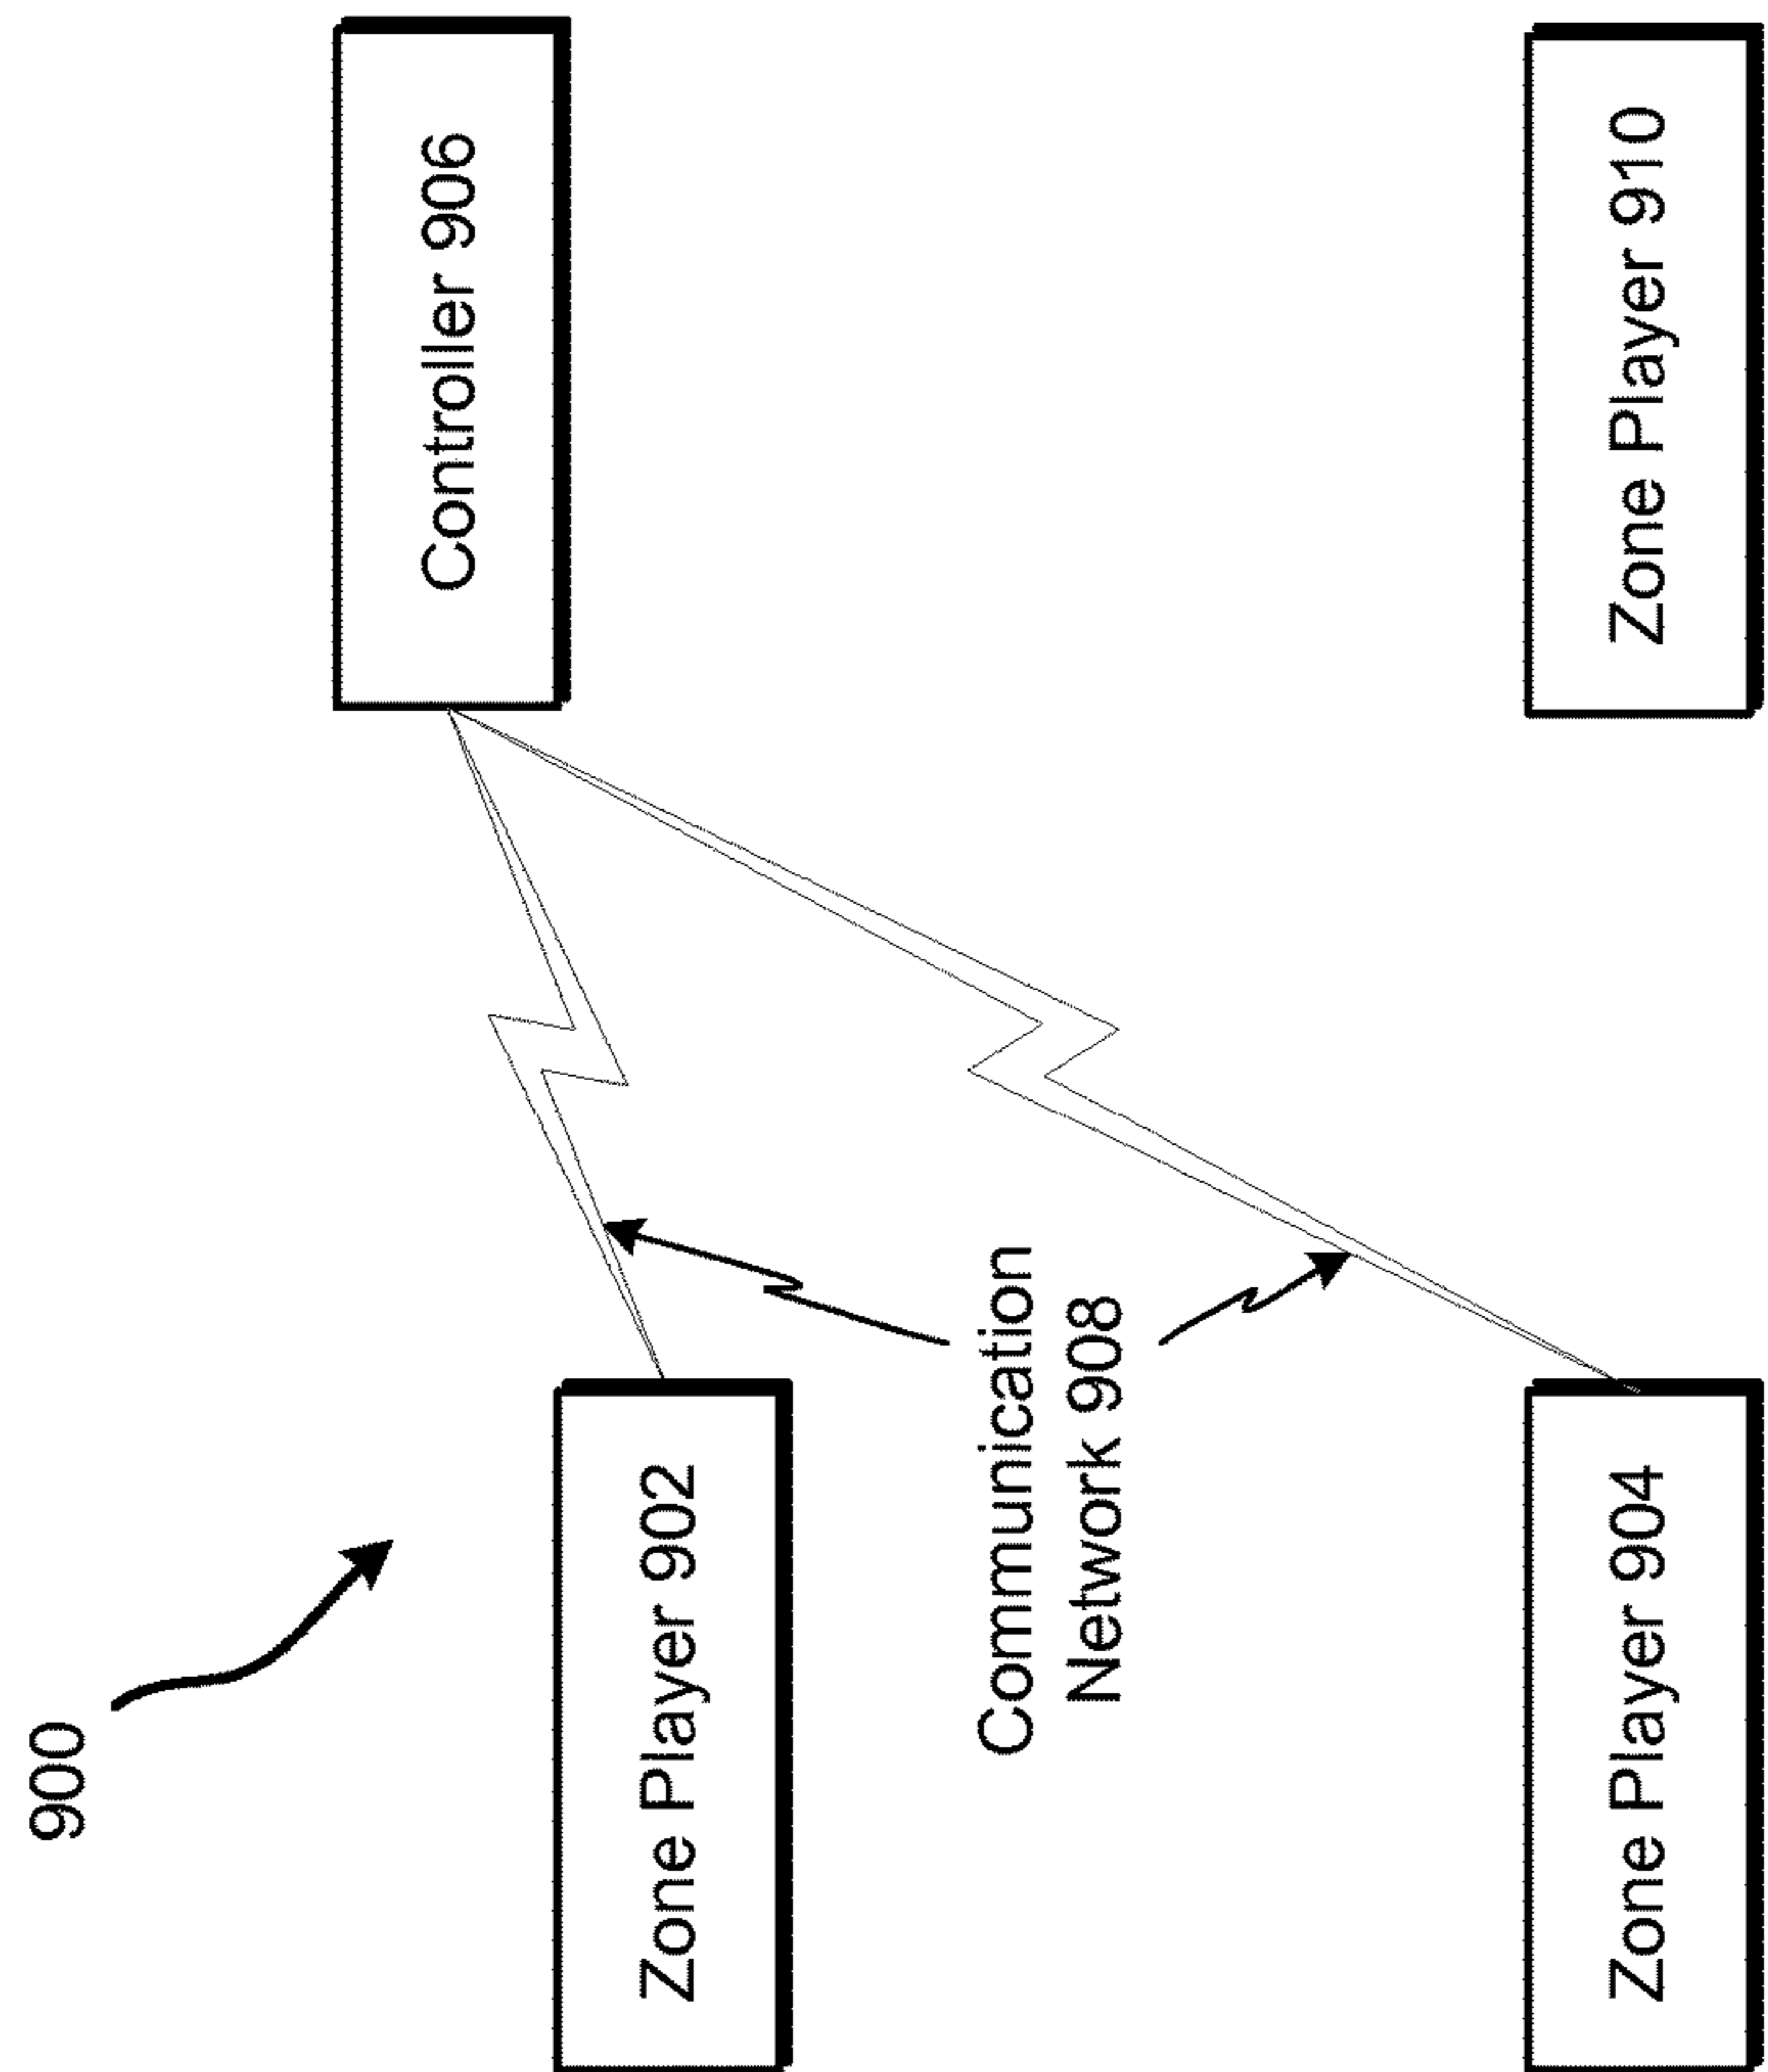 900
Zone Player 902
Controller 906
Communication
Network 908
Zone Player 904
Zone Player 910